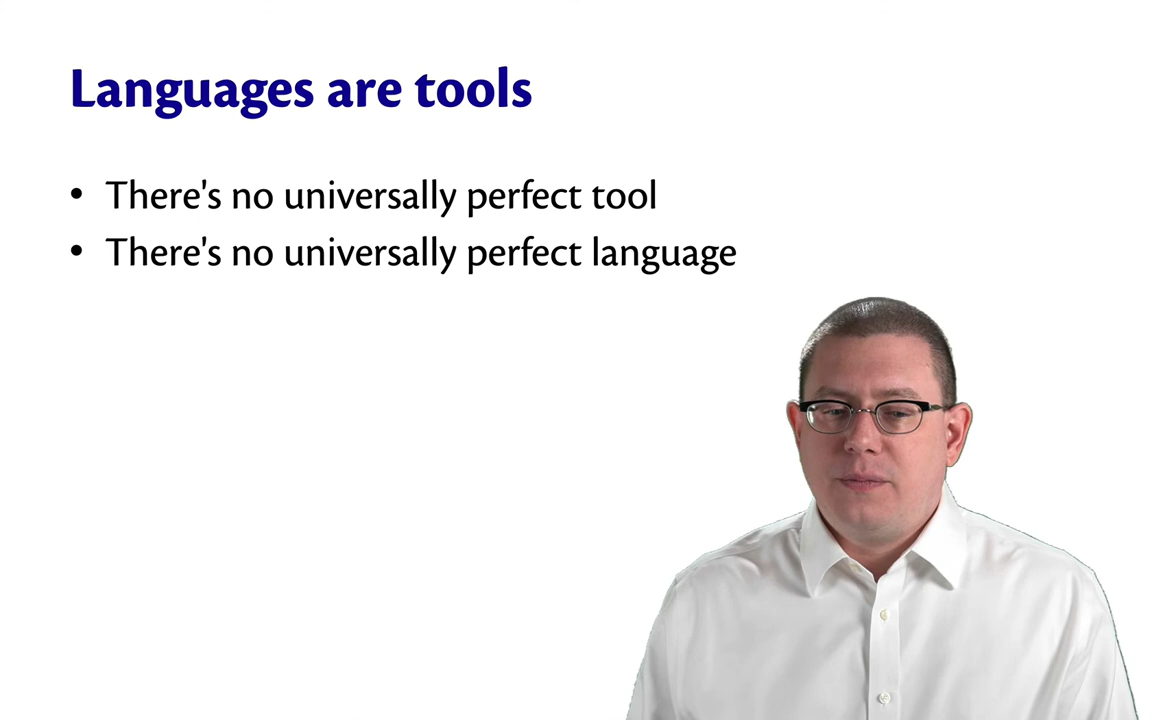 Languages are tools
• There's no universally perfect tool
• There's no universally perfect language